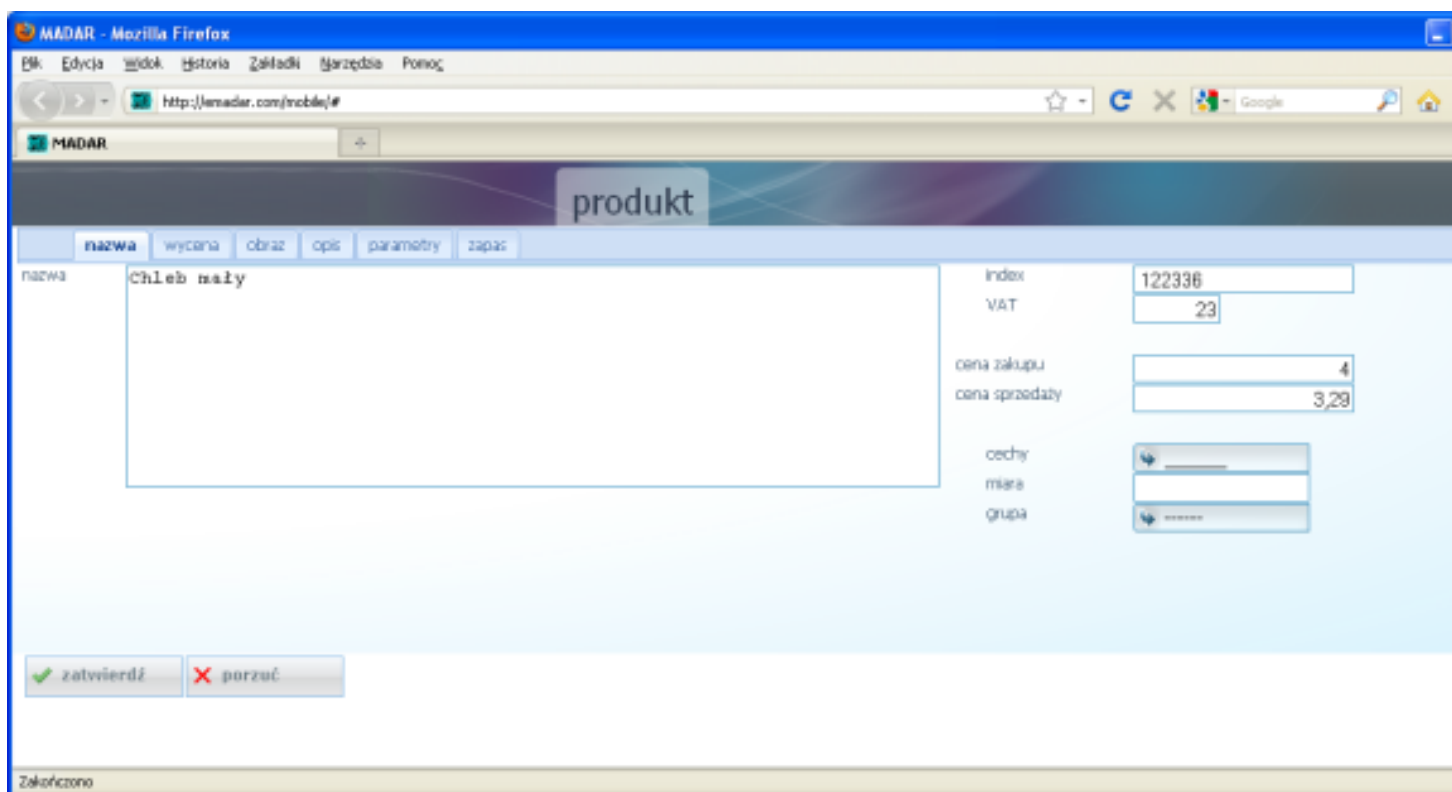 MADAR - Mozilla Firefox
Plik Edycja Widok Historia Zakładki Narzędzia Pomoc
http://emadar.com/mobile/# Google
MADAR
produkt
nazwa wycena obraz opis parametry zapas
nazwa Chleb mały index 122336
VAT 23
cena zakupu 4
cena sprzedaży 3,29
cechy ______
miara
grupa ------
zatwierdź porzuć
Zakończono